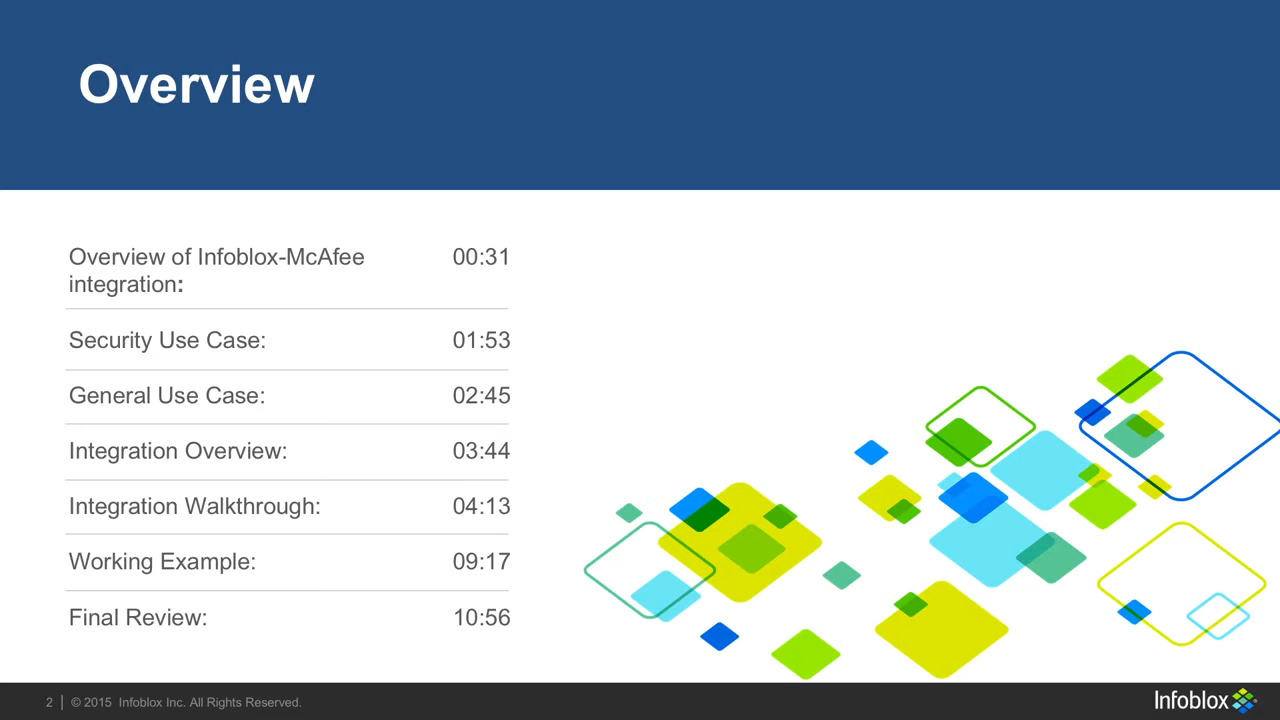 Overview
Overview of Infoblox-McAfee 00:31
integration:
Security Use Case: 01:53
General Use Case: 02:45
Integration Overview: 03:44
Integration Walkthrough: 04:13
Working Example: 09:17
Final Review: 10:56
2 | © 2015 Infoblox Inc. All Rights Reserved.
Infoblox